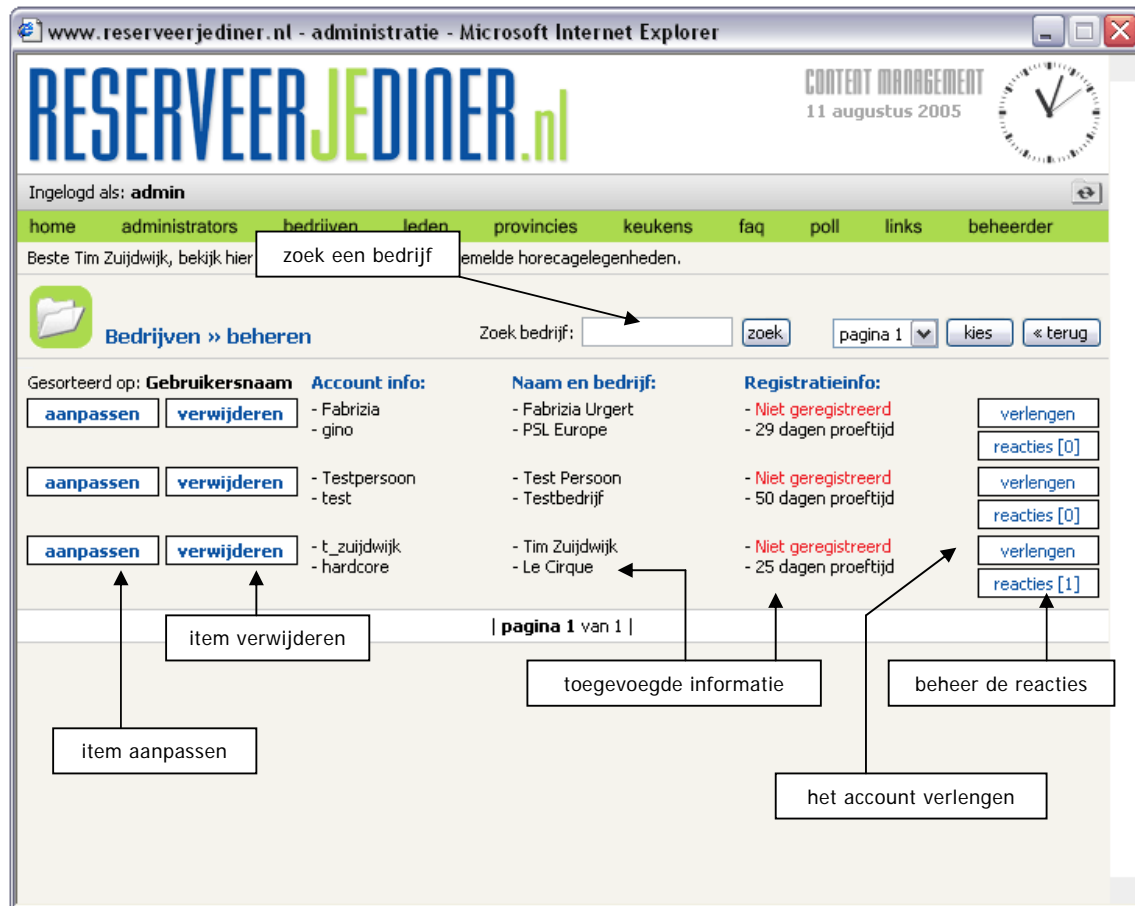 www.reserveerjediner.nl - administratie - Microsoft Internet Explorer
RESERVEERJEDINER.nl
CONTENT MANAGEMENT
11 augustus 2005
Ingelogd als: admin
home administrators bedrijven leden provincies keukens faq poll links beheerder
Beste Tim Zuijdwijk, bekijk hier emelde horecagelegenheden.
zoek een bedrijf
Bedrijven » beheren Zoek bedrijf: zoek pagina 1 kies « terug
Gesorteerd op: Gebruikersnaam Account info: Naam en bedrijf: Registratieinfo:
aanpassen verwijderen - Fabrizia - Fabrizia Urgert - Niet geregistreerd verlengen
- gino - PSL Europe - 29 dagen proeftijd
reacties [0]
aanpassen verwijderen - Testpersoon - Test Persoon - Niet geregistreerd verlengen
- test - Testbedrijf - 50 dagen proeftijd
reacties [0]
aanpassen verwijderen - t_zuijdwijk - Tim Zuijdwijk - Niet geregistreerd verlengen
- hardcore - Le Cirque - 25 dagen proeftijd
reacties [1]
| pagina 1 van 1 |
item verwijderen
toegevoegde informatie
beheer de reacties
item aanpassen
het account verlengen